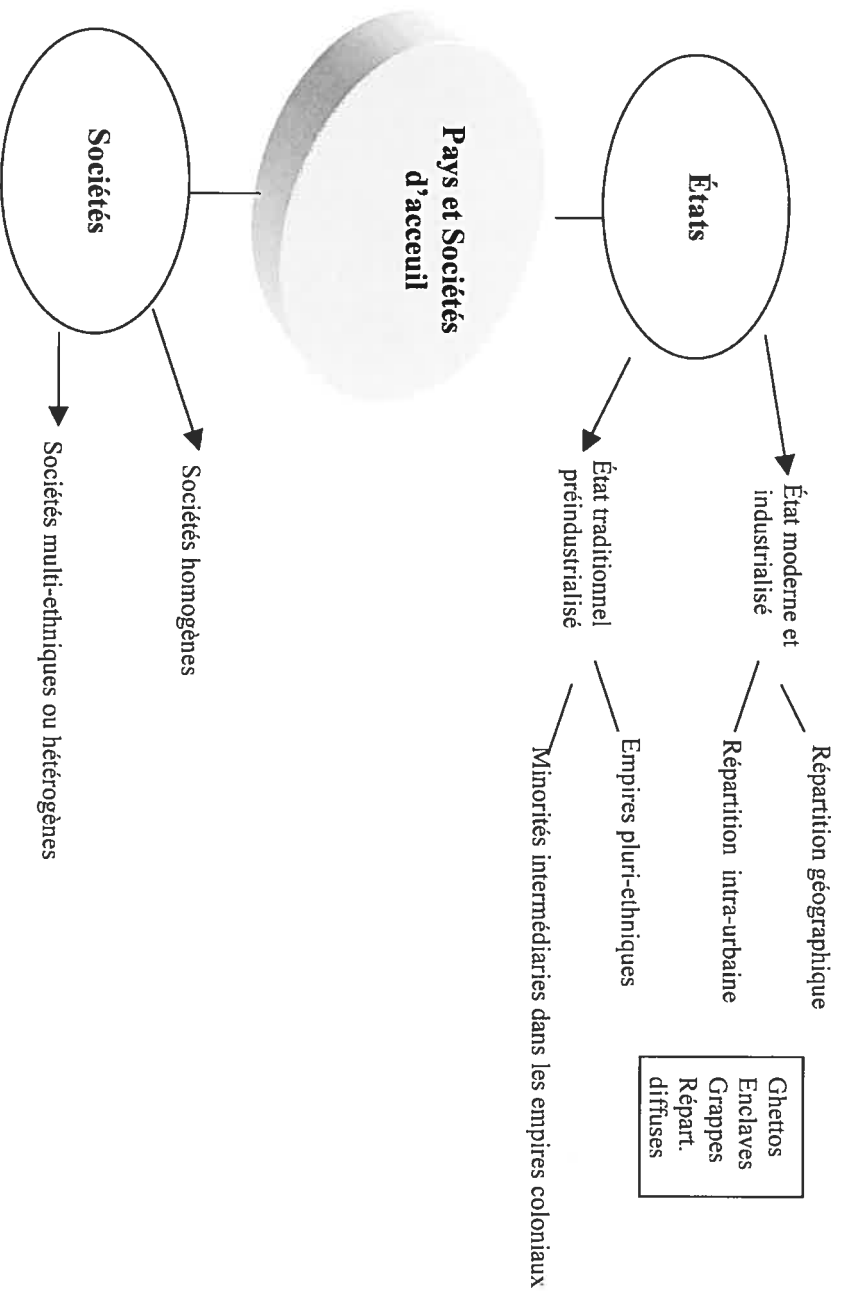 Pays et Sociétés
d'acceuil
États
État moderne et
industrialisé
Répartition géographique
Répartition intra-urbaine
Ghettos
Enclaves
Grappes
Répart.
diffuses
État traditionnel
préindustrialisé
Empires pluri-ethniques
Minorités intermédiaries dans les empires coloniaux
Sociétés
Sociétés homogènes
Sociétés multi-ethniques ou hétérogènes